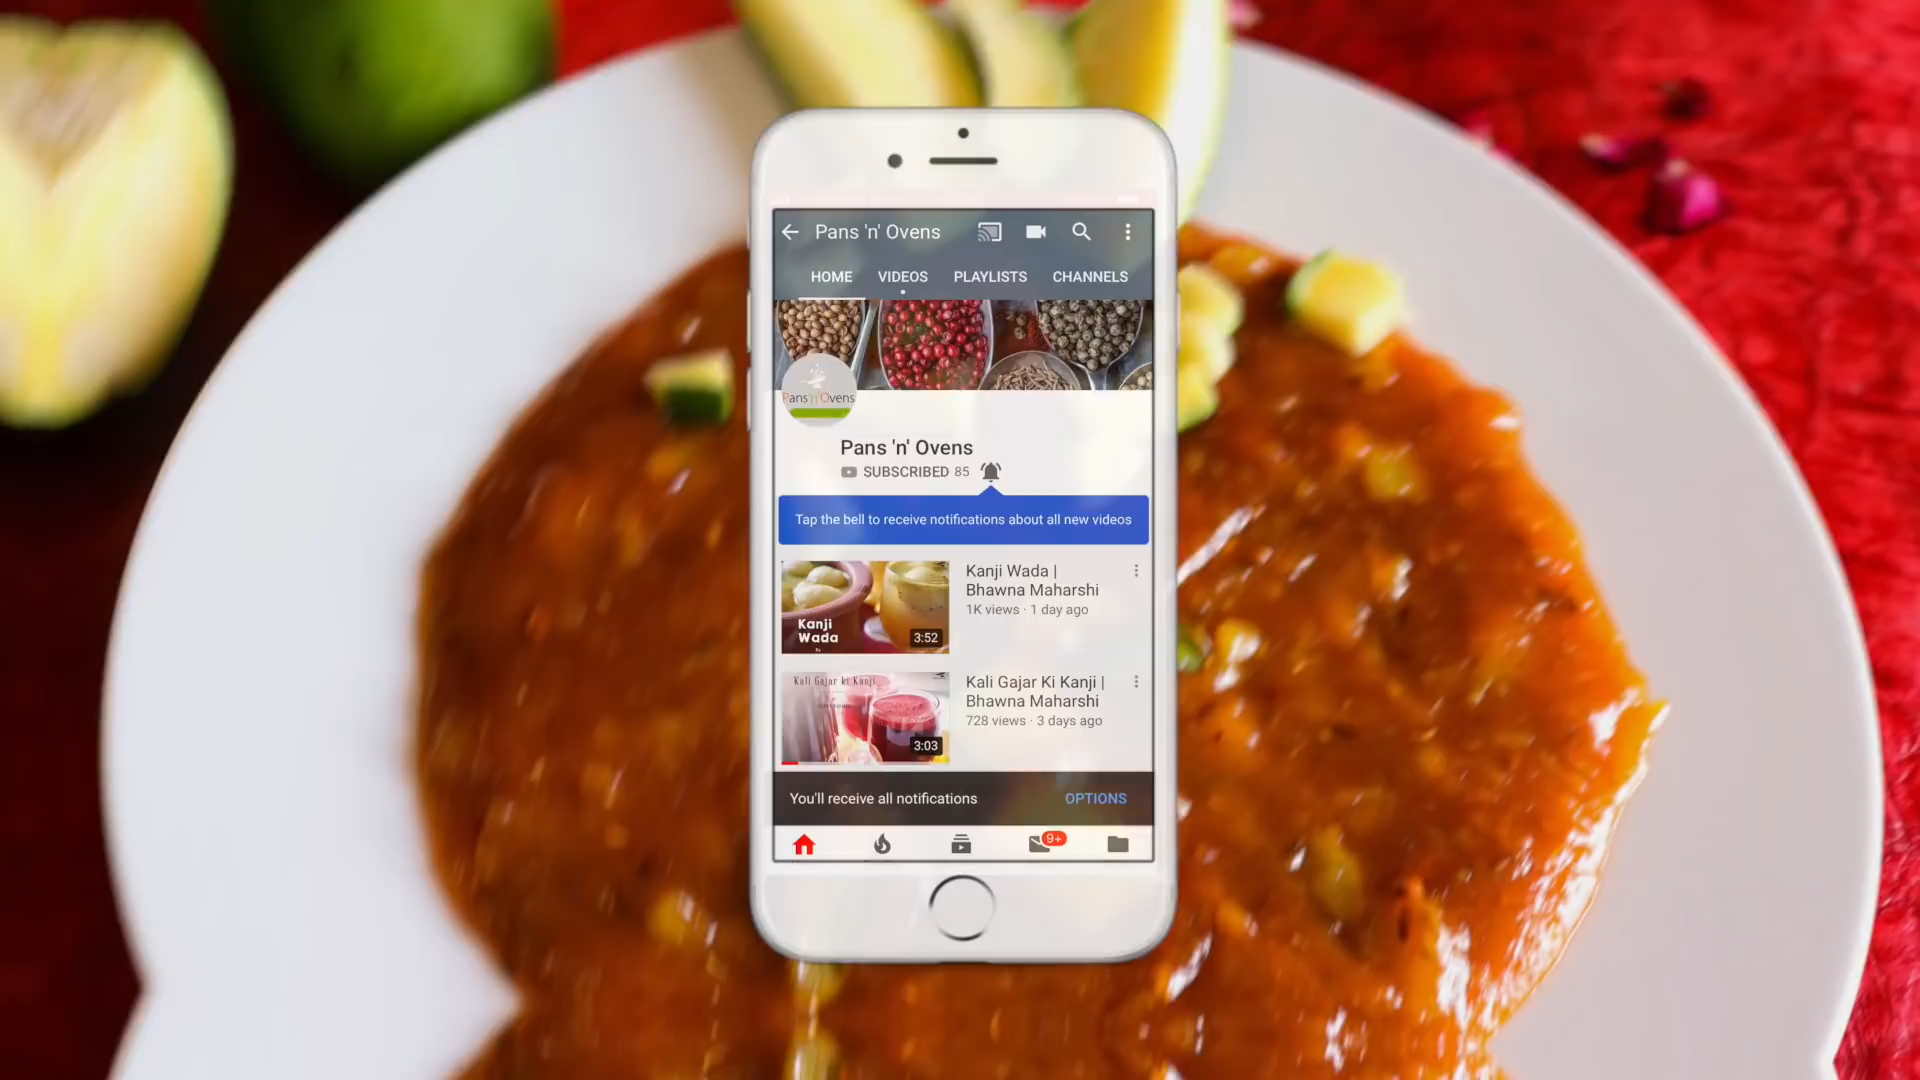 Pans 'n' Ovens
HOME VIDEOS PLAYLISTS CHANNELS
Pans'n'Ovens
Pans 'n' Ovens
SUBSCRIBED 85
Tap the bell to receive notifications about all new videos
Kanji Wada |
Bhawna Maharshi
1K views · 1 day ago
Kanji
Wada
3:52
Kali Gajar Ki Kanji |
Bhawna Maharshi
728 views · 3 days ago
Kali Gajar ki Kanji
3:03
You'll receive all notifications OPTIONS
9+